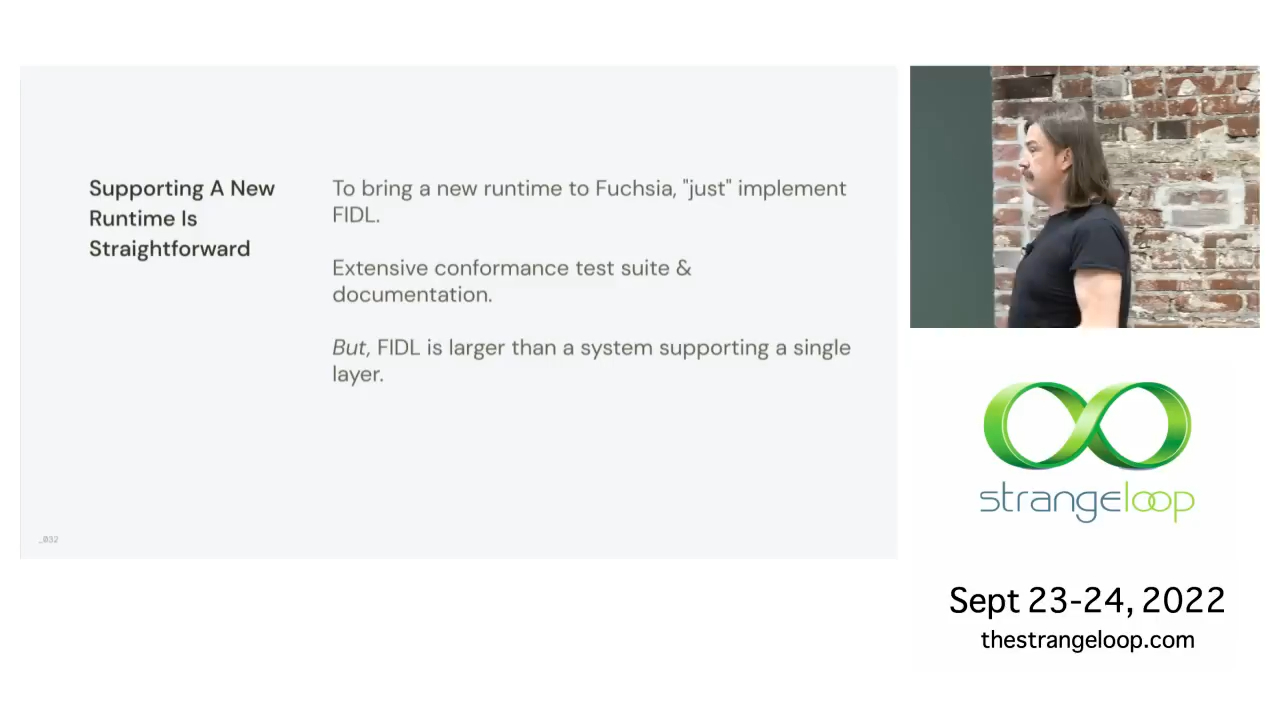 Supporting A New
Runtime Is
Straightforward
To bring a new runtime to Fuchsia, "just" implement
FIDL.
Extensive conformance test suite &
documentation.
But, FIDL is larger than a system supporting a single
layer.
_032
strangeloop
Sept 23-24, 2022
thestrangeloop.com